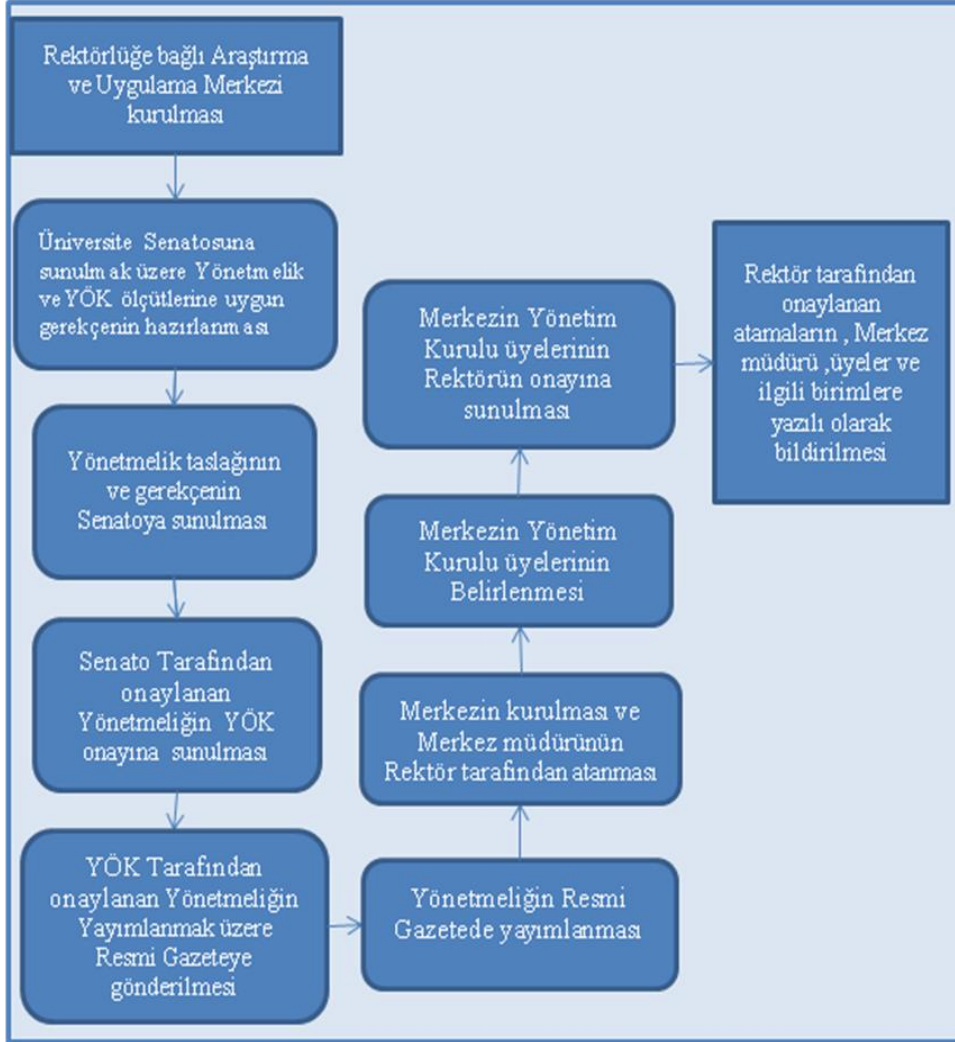 Rektörlüğe bağlı Araştırma
ve Uygulama Merkezi
kurulması
Üniversite Senatosuna
sunulmak üzere Yönetmelik
ve YÖK ölçütlerine uygun
gerekçenin hazırlanması
Yönetmelik taslağının
ve gerekçenin
Senatoya sunulması
Senato Tarafından
onaylanan
Yönetmeliğin YÖK
onayına sunulması
YÖK Tarafından
onaylanan Yönetmeliğin
Yayımlanmak üzere
Resmi Gazeteye
gönderilmesi
Yönetmeliğin Resmi
Gazetede yayımlanması
Merkezin kurulması ve
Merkez müdürünün
Rektör tarafından atanması
Merkezin Yönetim
Kurulu üyelerinin
Belirlenmesi
Merkezin Yönetim
Kurulu üyelerinin
Rektörün onayına
sunulması
Rektör tarafından
onaylanan
atamaların , Merkez
müdürü ,üyeler ve
ilgili birimlere
yazılı olarak
bildirilmesi